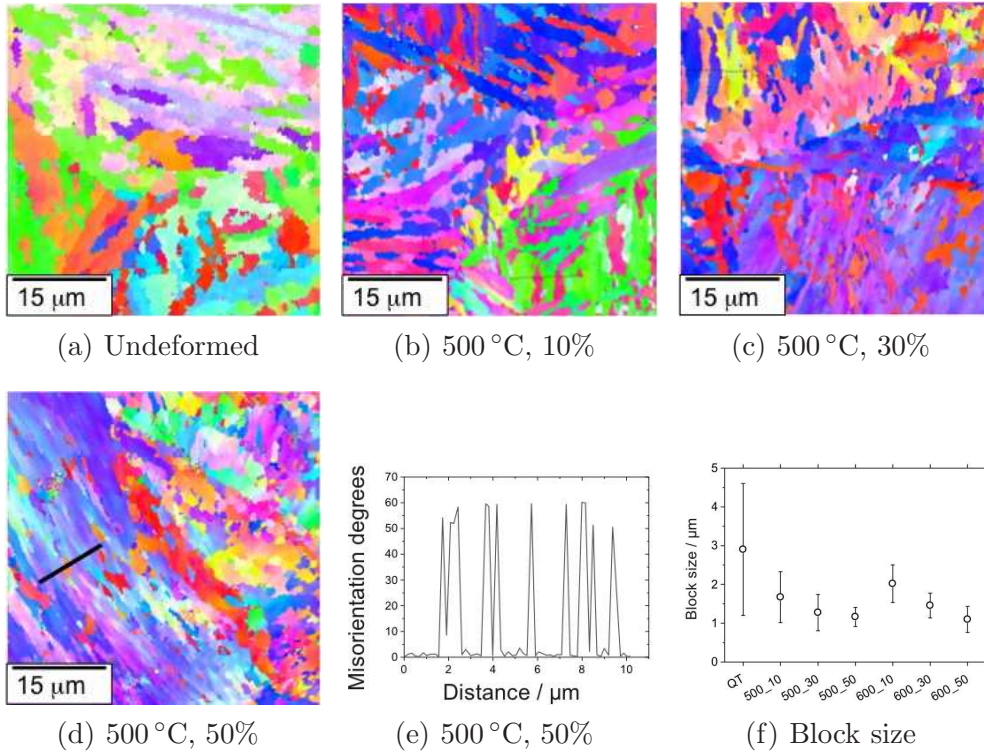 15 μm
15 μm
15 μm
(a) Undeformed
(b) 500 °C, 10%
(c) 500 °C, 30%
15 μm
Misorientation degrees
70
60
50
40
30
20
10
0
0 2 4 6 8 10
Distance / μm
Block size / μm
5
4
3
2
1
0
QT 500_10 500_30 500_50 600_10 600_30 600_50
(d) 500 °C, 50%
(e) 500 °C, 50%
(f) Block size